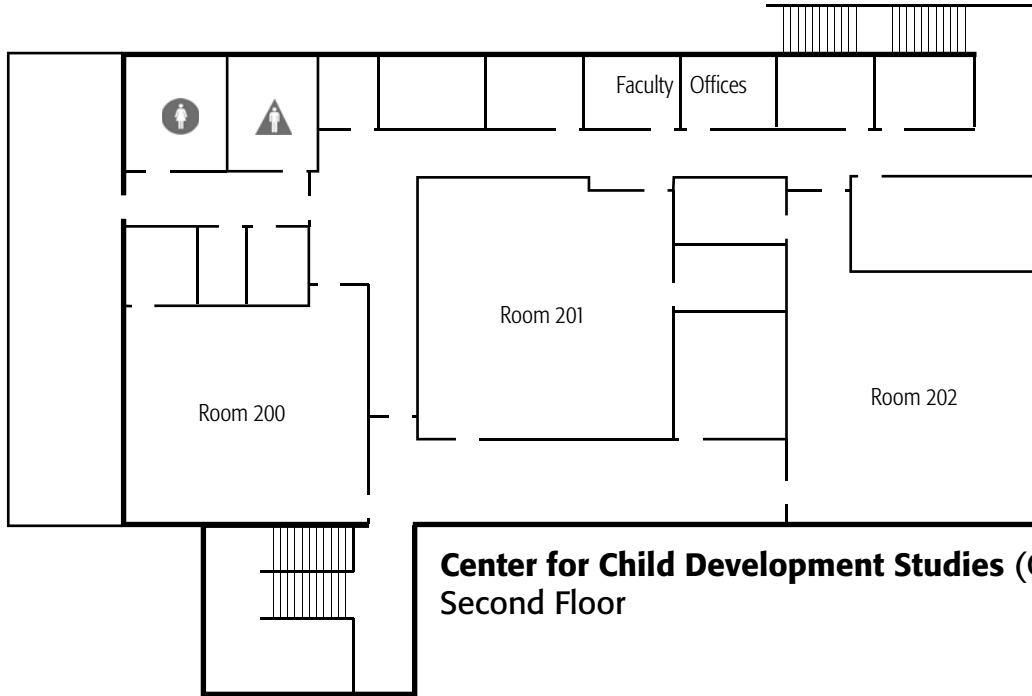 Faculty Offices
Room 201
Room 202
Room 200
Center for Child Development Studies (
Second Floor